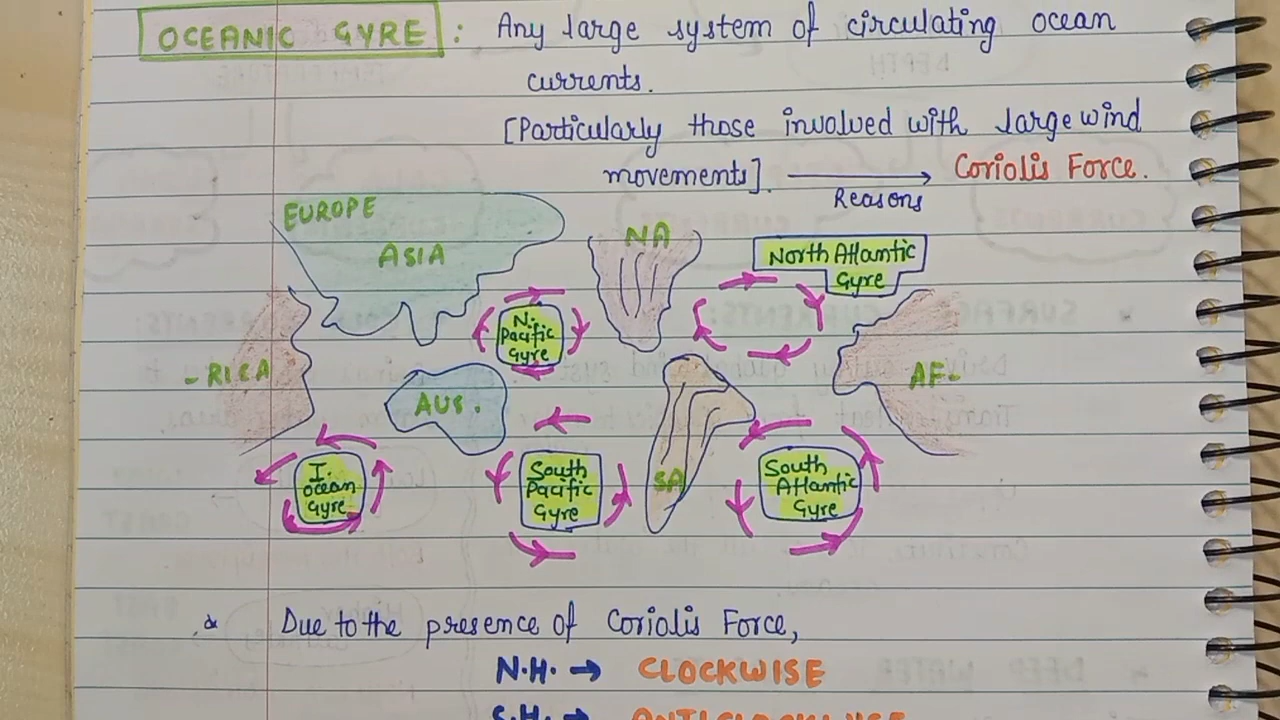 OCEANIC GYRE : Any large system of circulating ocean
currents.
[Particularly those involved with large wind
movements]. → Coriolis Force.
Reasons
EUROPE
ASIA
NA
North Atlantic
Gyre
N.
Pacific
Gyre
-RICA
AUS.
AF-
I.
Ocean
Gyre
South
Pacific
Gyre
SA
South
Atlantic
Gyre
Due to the presence of Coriolis Force,
N.H. → CLOCKWISE
S.H. → ANTICLOCKWISE